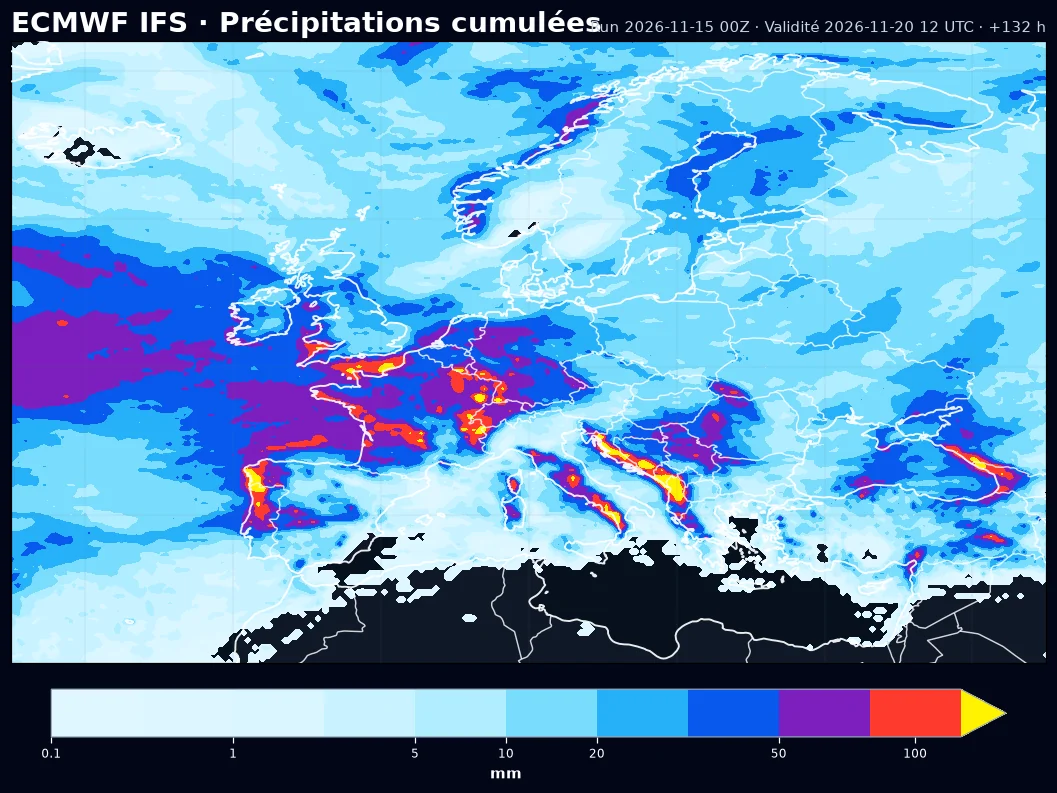 ECMWF IFS · Précipitations cumulées
Run 2026-11-15 00Z · Validité 2026-11-20 12 UTC · +132 h
0.1 1 5 10 20 50 100
mm